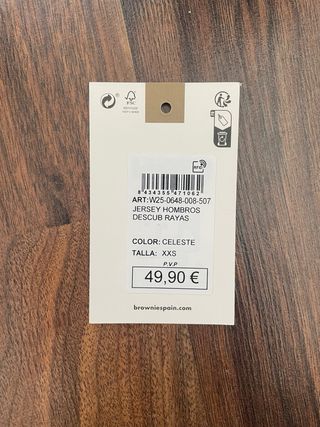 FSC
RFID
8 434355 471062
ART:W25-0648-008-507
JERSEY HOMBROS
DESCUB RAYAS
COLOR: CELESTE
TALLA: XXS
P.V.P
49,90 €
browniespain.com